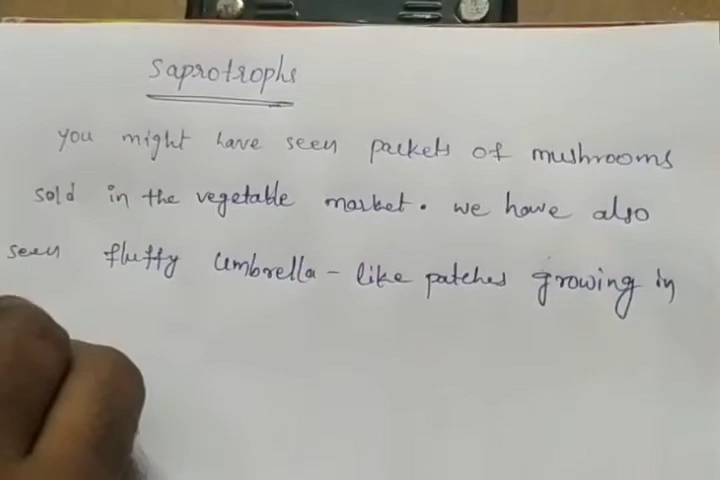 Saprotrophs
you might have seen packets of mushrooms
sold in the vegetable market. we have also
seen fluffy umbrella - like patches growing in